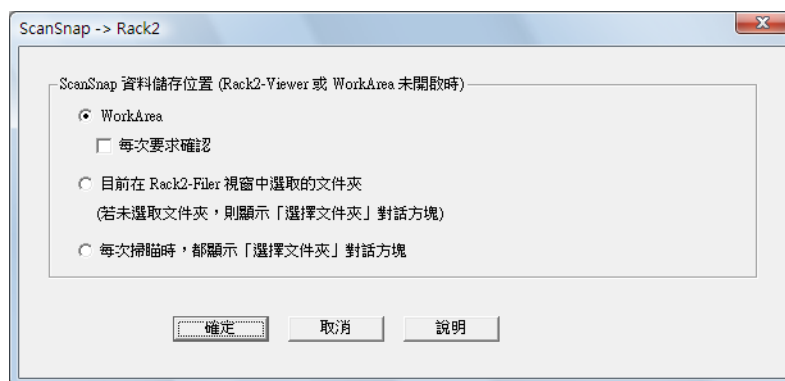 ScanSnap -> Rack2
ScanSnap 資料儲存位置 (Rack2-Viewer 或 WorkArea 未開啟時)
WorkArea
每次要求確認
目前在 Rack2-Filer 視窗中選取的文件夾
(若未選取文件夾，則顯示「選擇文件夾」對話方塊)
每次掃瞄時，都顯示「選擇文件夾」對話方塊
確定 取消 說明